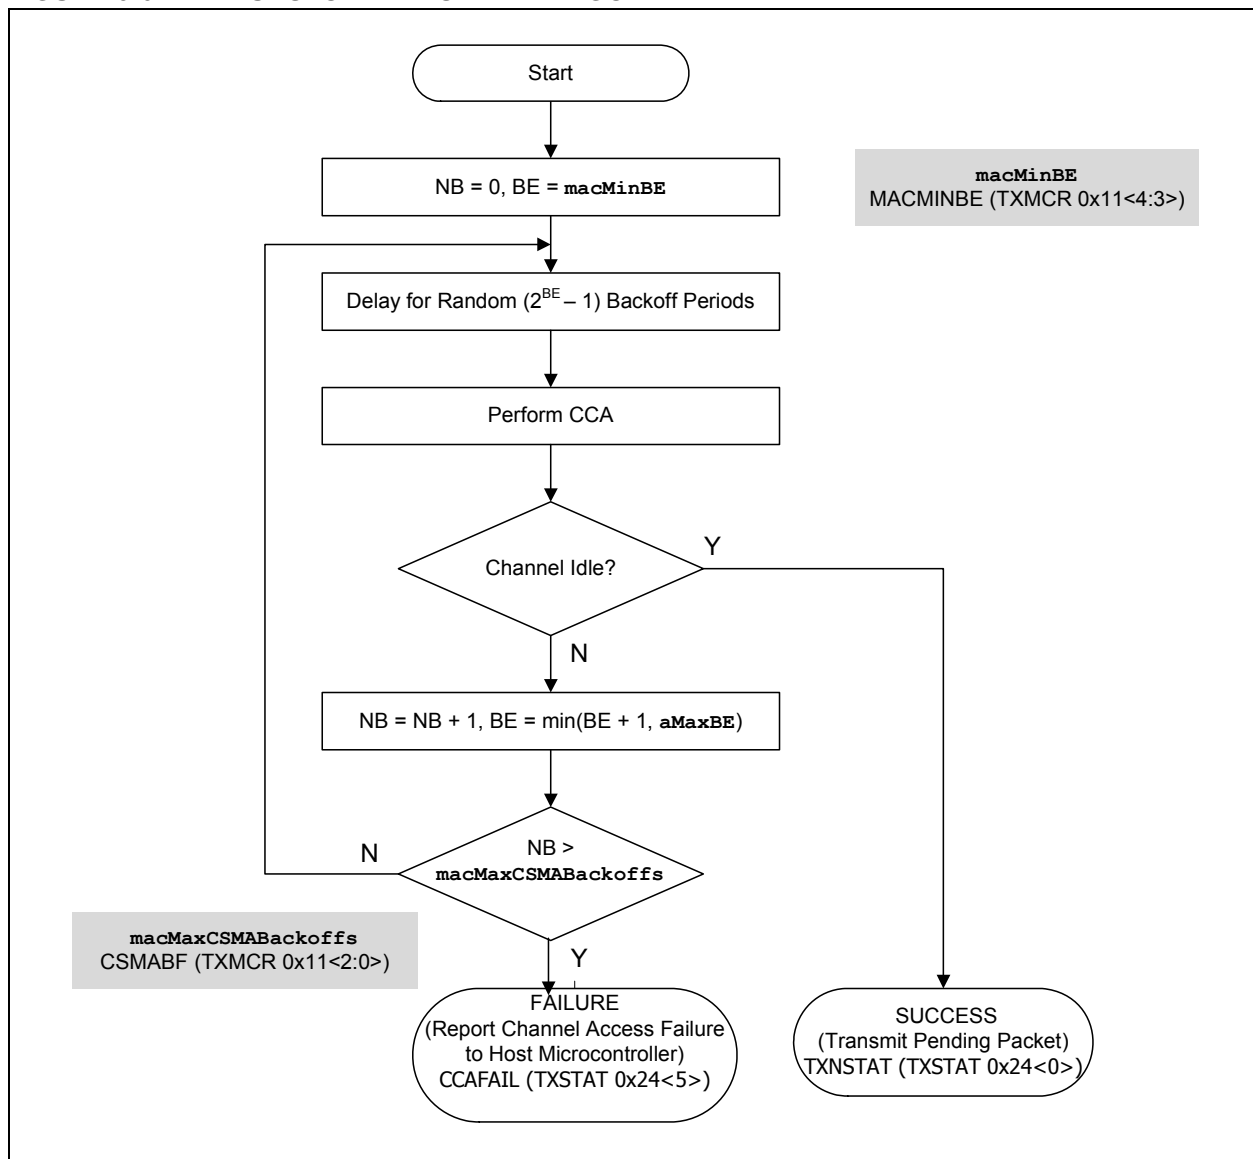 Start
NB = 0, BE = macMinBE
macMinBE
MACMINBE (TXMCR 0x11<4:3>)
Delay for Random (2^BE – 1) Backoff Periods
Perform CCA
Channel Idle?
Y
N
NB = NB + 1, BE = min(BE + 1, aMaxBE)
NB >
macMaxCSMABackoffs
N
macMaxCSMABackoffs
CSMABF (TXMCR 0x11<2:0>)
Y
FAILURE
(Report Channel Access Failure
to Host Microcontroller)
CCAFAIL (TXSTAT 0x24<5>)
SUCCESS
(Transmit Pending Packet)
TXNSTAT (TXSTAT 0x24<0>)